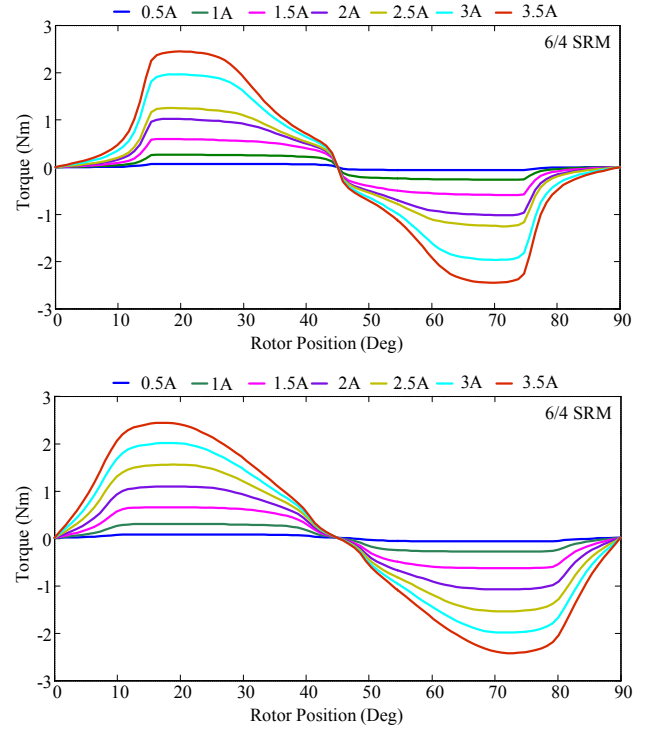 0.5A 1A 1.5A 2A 2.5A 3A 3.5A
6/4 SRM
3
2
1
0
-1
-2
-3
Torque (Nm)
0 10 20 30 40 50 60 70 80 90
Rotor Position (Deg)
0.5A 1A 1.5A 2A 2.5A 3A 3.5A
6/4 SRM
3
2
1
0
-1
-2
-3
Torque (Nm)
0 10 20 30 40 50 60 70 80 90
Rotor Position (Deg)